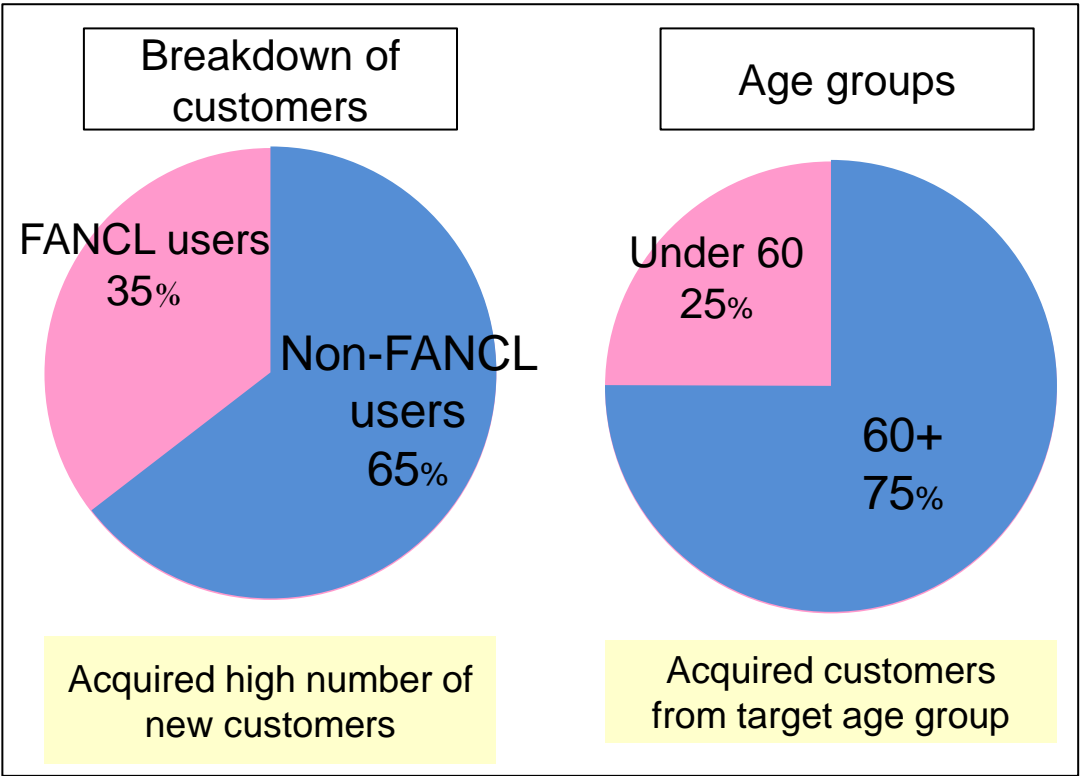 Breakdown of
customers
FANCL users
35%
Non-FANCL
users
65%
Acquired high number of
new customers
Age groups
Under 60
25%
60+
75%
Acquired customers
from target age group